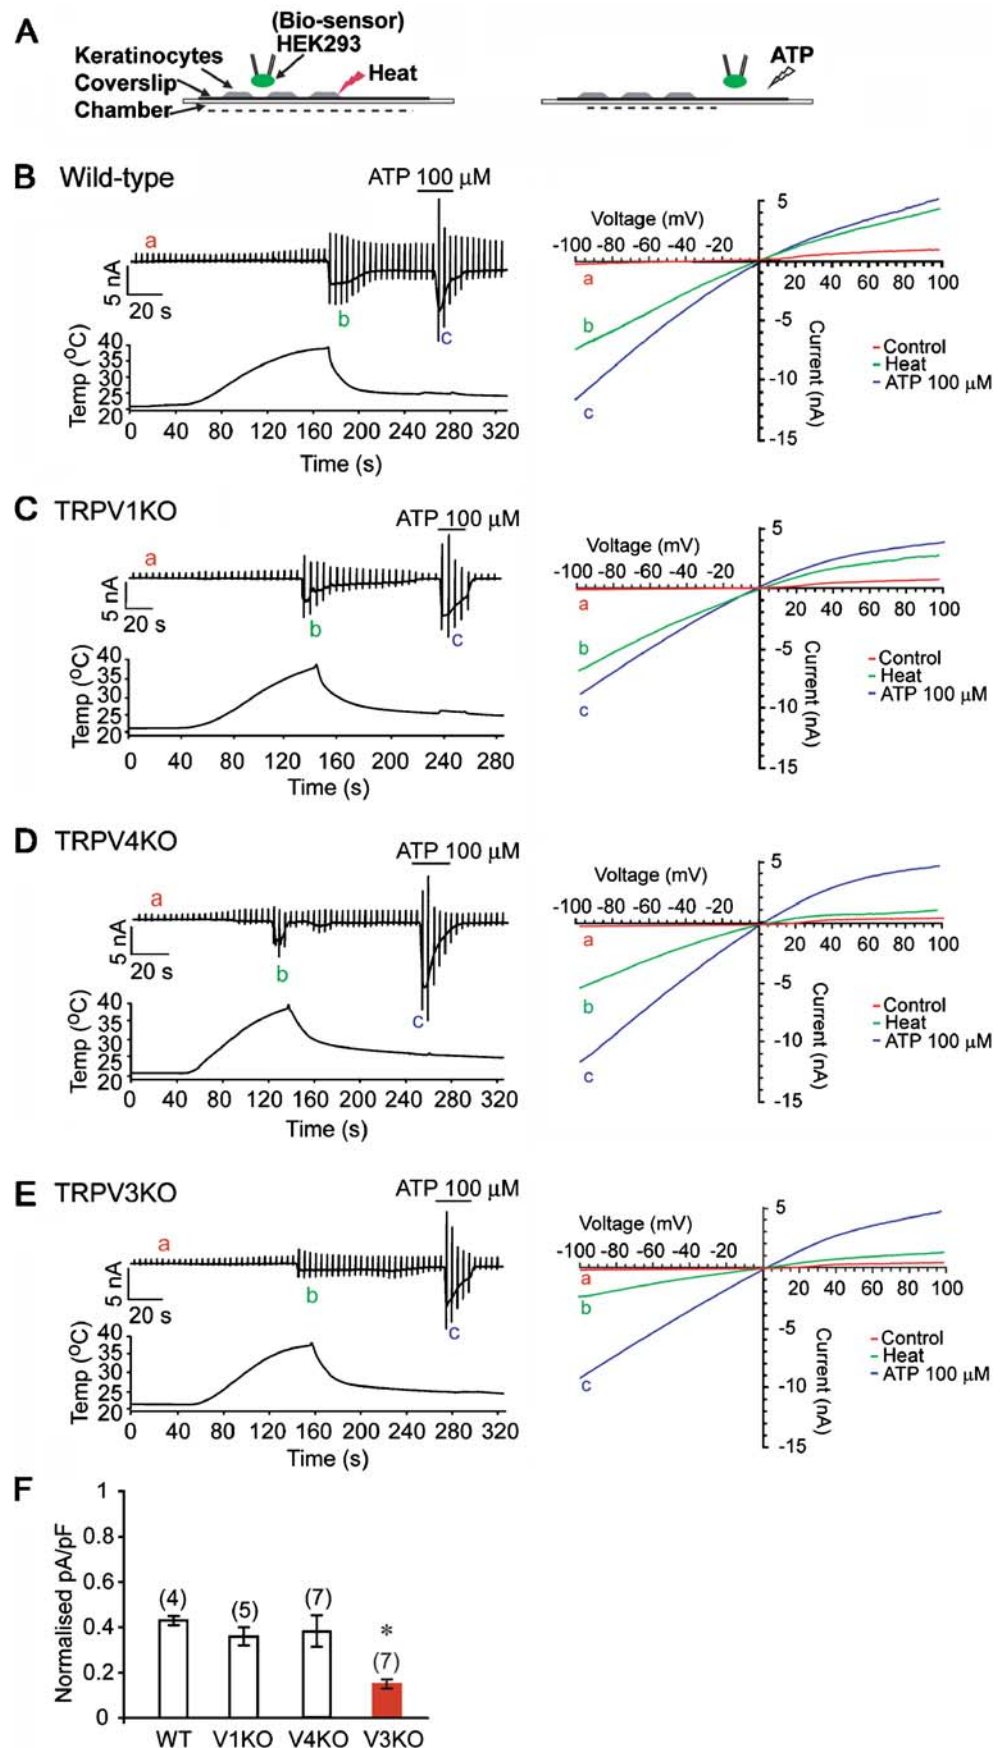 A
(Bio-sensor)
HEK293
Keratinocytes
Coverslip
Chamber
Heat
ATP
B Wild-type
ATP 100 μM
a
b
c
5 nA
20 s
Temp (°C)
40
35
30
25
20
0 40 80 120 160 200 240 280 320
Time (s)
Voltage (mV)
-100 -80 -60 -40 -20
5
a
b
c
20 40 60 80 100
-5
-10
-15
Current (nA)
Control
Heat
ATP 100 μM
C TRPV1KO
ATP 100 μM
a
b
c
5 nA
20 s
Temp (°C)
40
35
30
25
20
0 40 80 120 160 200 240 280
Time (s)
Voltage (mV)
-100 -80 -60 -40 -20
5
a
b
c
20 40 60 80 100
-5
-10
-15
Current (nA)
Control
Heat
ATP 100 μM
D TRPV4KO
ATP 100 μM
a
b
c
5 nA
20 s
Temp (°C)
40
35
30
25
20
0 40 80 120 160 200 240 280 320
Time (s)
Voltage (mV)
-100 -80 -60 -40 -20
5
a
b
c
20 40 60 80 100
-5
-10
-15
Current (nA)
Control
Heat
ATP 100 μM
E TRPV3KO
ATP 100 μM
a
b
c
5 nA
20 s
Temp (°C)
40
35
30
25
20
0 40 80 120 160 200 240 280 320
Time (s)
Voltage (mV)
-100 -80 -60 -40 -20
5
a
b
c
20 40 60 80 100
-5
-10
-15
Current (nA)
Control
Heat
ATP 100 μM
F
Normalised pA/pF
1
0.8
0.6
0.4
0.2
0
(4)
(5)
(7)
*
(7)
WT V1KO V4KO V3KO